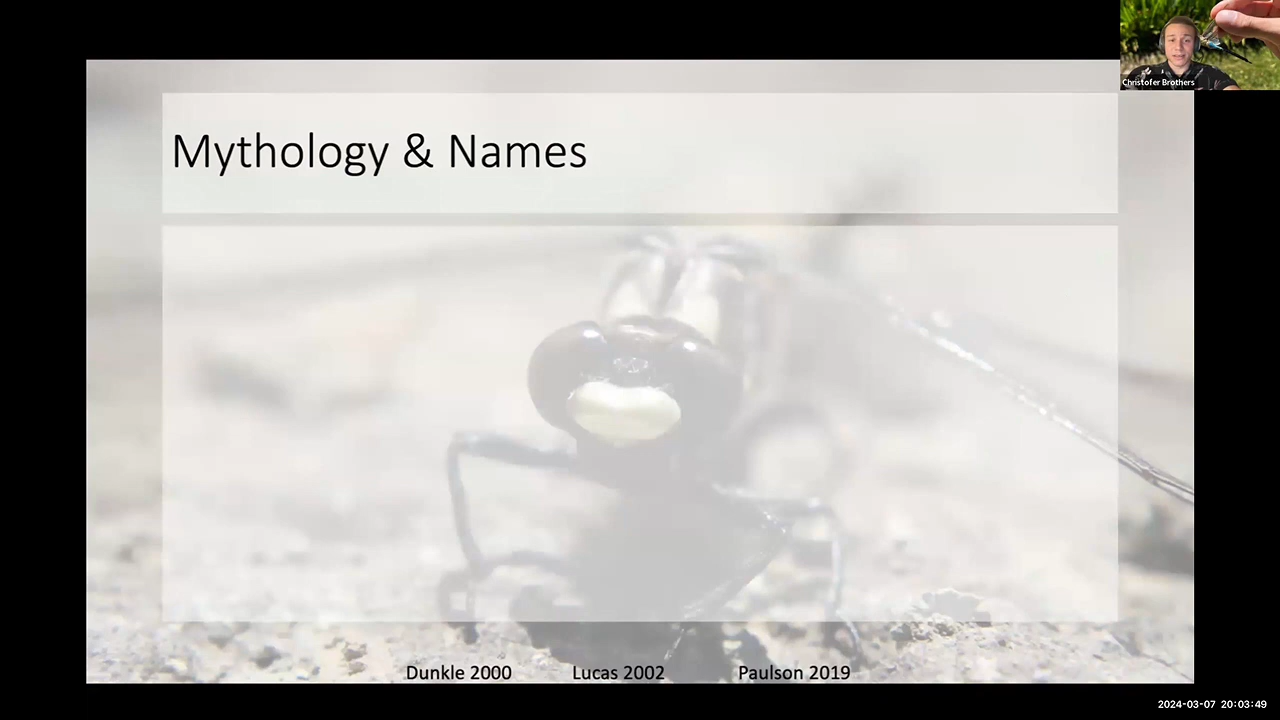 Christofer Brothers
Mythology & Names
Dunkle 2000 Lucas 2002 Paulson 2019
2024-03-07 20:03:49